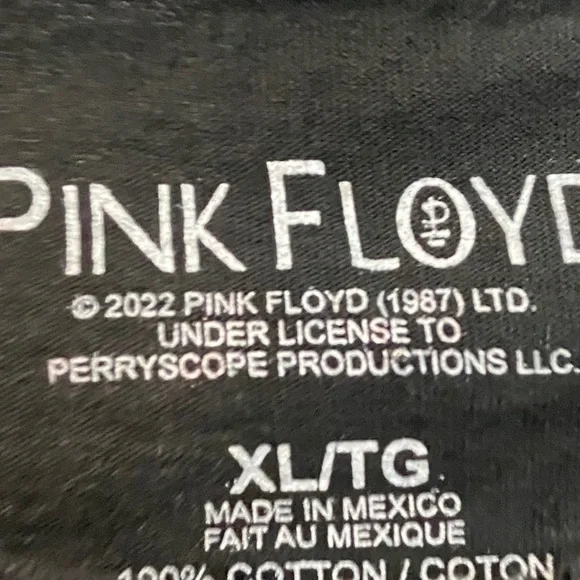 PINK FLOYD
© 2022 PINK FLOYD (1987) LTD.
UNDER LICENSE TO
PERRYSCOPE PRODUCTIONS LLC.
XL/TG
MADE IN MEXICO
FAIT AU MEXIQUE
100% COTTON / COTON